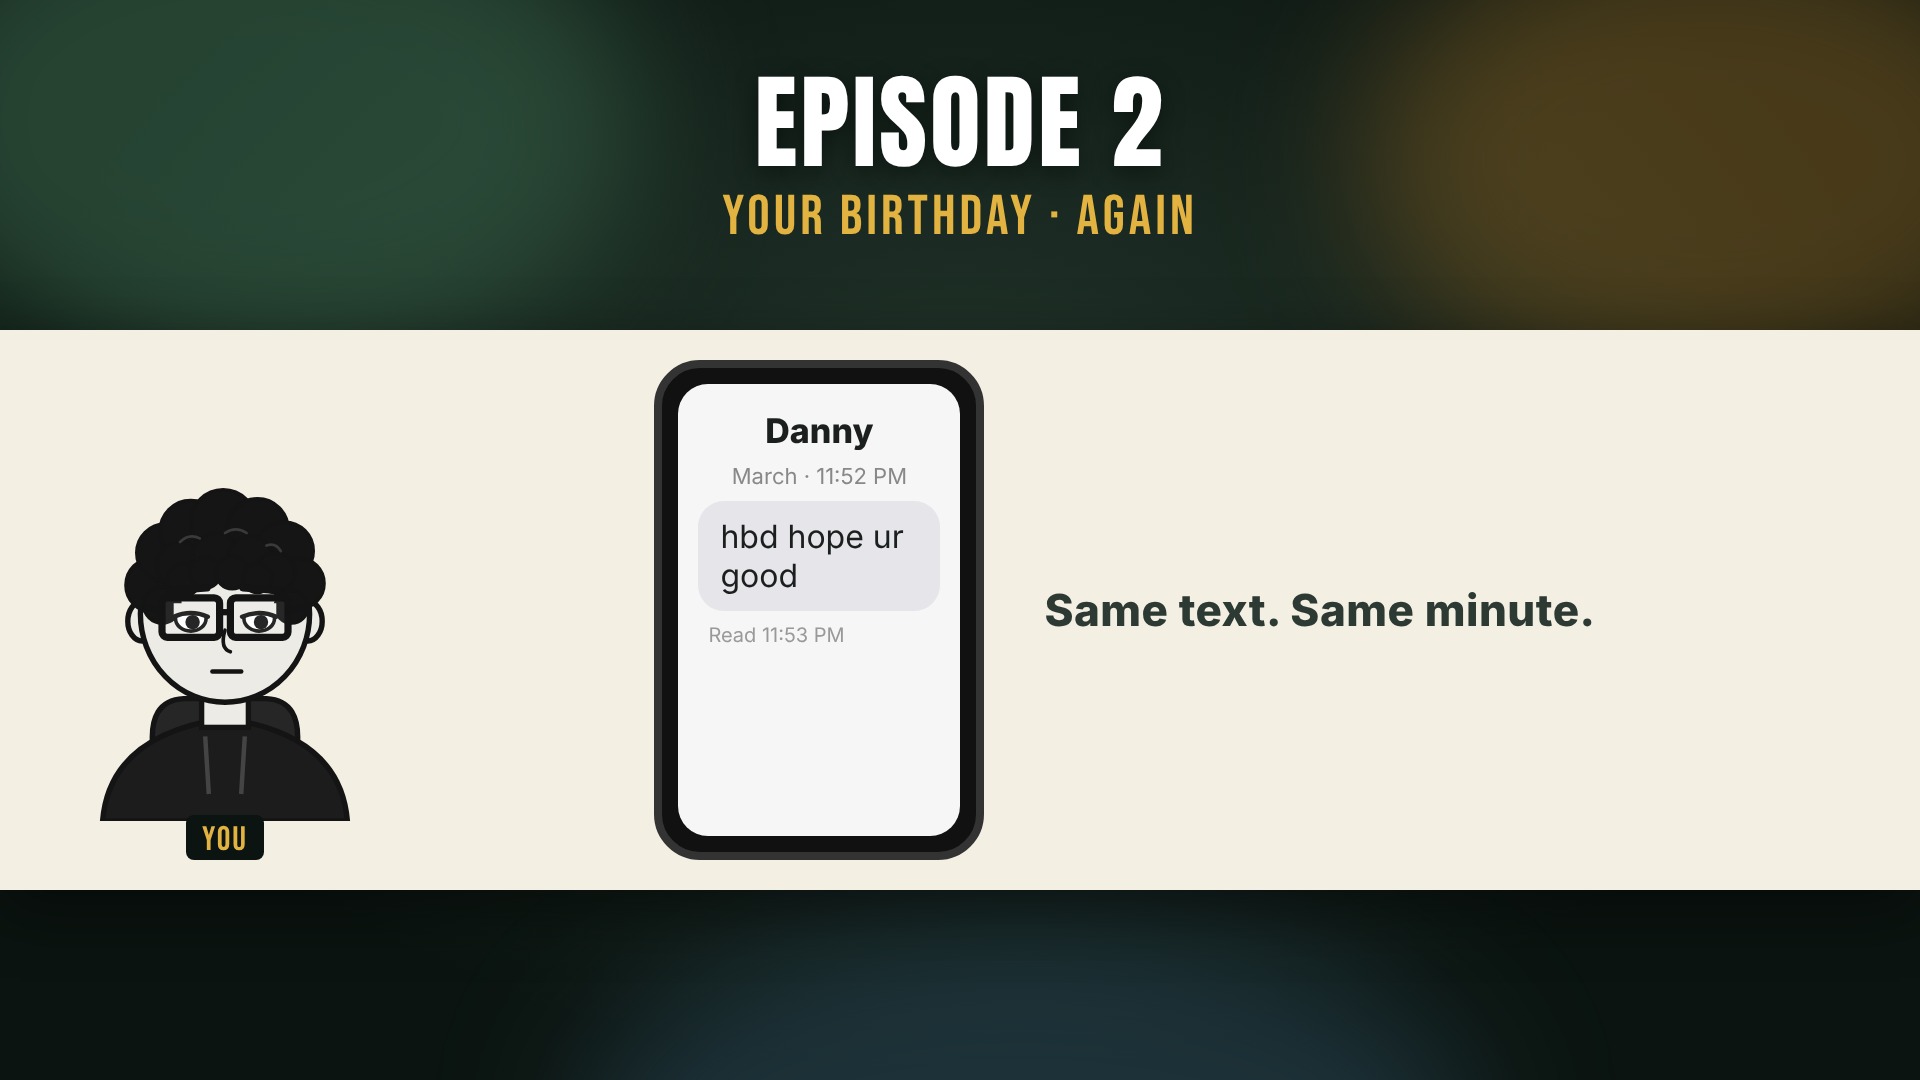 EPISODE 2
YOUR BIRTHDAY · AGAIN
Danny
March · 11:52 PM
hbd hope ur
good
Read 11:53 PM
Same text. Same minute.
YOU